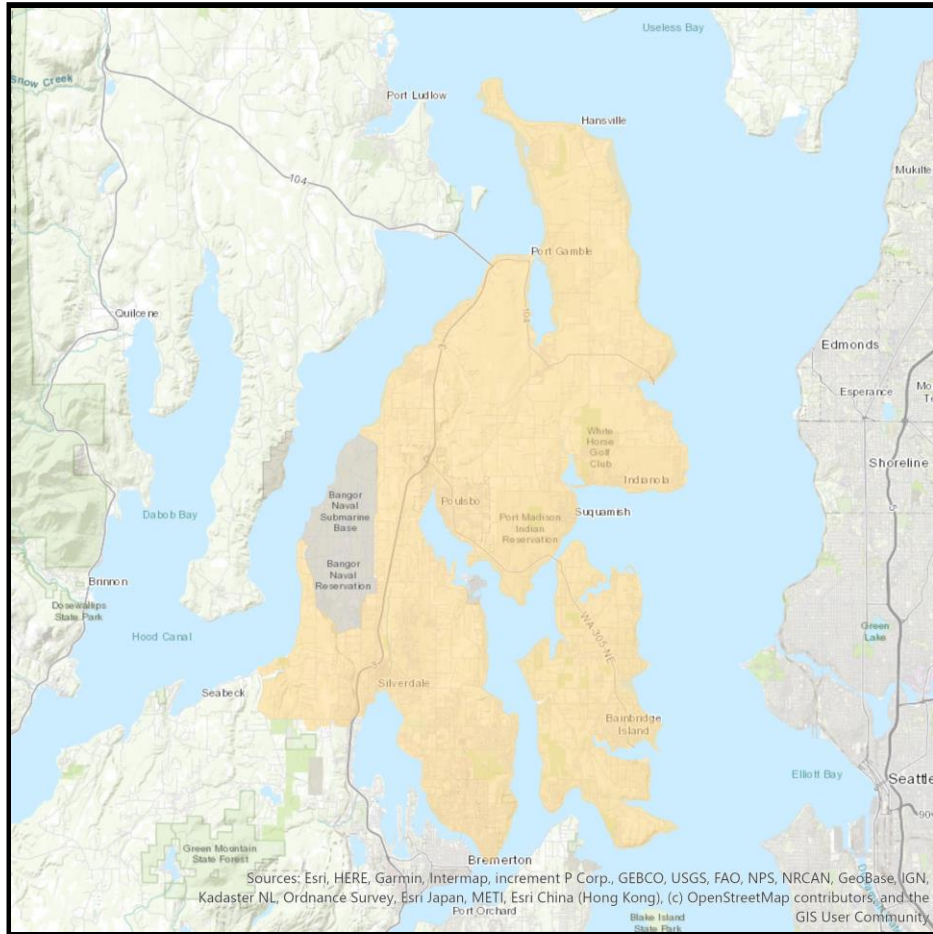 Useless Bay
Snow Creek
Port Ludlow
Hansville
Mukilte
104
Port Gamble
Quilcene
104
Edmonds
Esperance
White
Horse
Golf
Club
Shoreline
5
Indianola
Bangor
Naval
Submarine
Base
Poulsbo
Suquamish
Port Madison
Indian
Reservation
Dabob Bay
Bangor
Naval
Reservation
Brinnon
Dosewallips
State Park
Hood Canal
WA-305-NE
Green
Lake
Silverdale
Seabeck
Bainbridge
Island
Elliott Bay
Seattle
Green Mountain
State Forest
Bremerton
Port Orchard
Blake Island
State Park
Sources: Esri, HERE, Garmin, Intermap, increment P Corp., GEBCO, USGS, FAO, NPS, NRCAN, GeoBase, IGN,
Kadaster NL, Ordnance Survey, Esri Japan, METI, Esri China (Hong Kong), (c) OpenStreetMap contributors, and the
GIS User Community